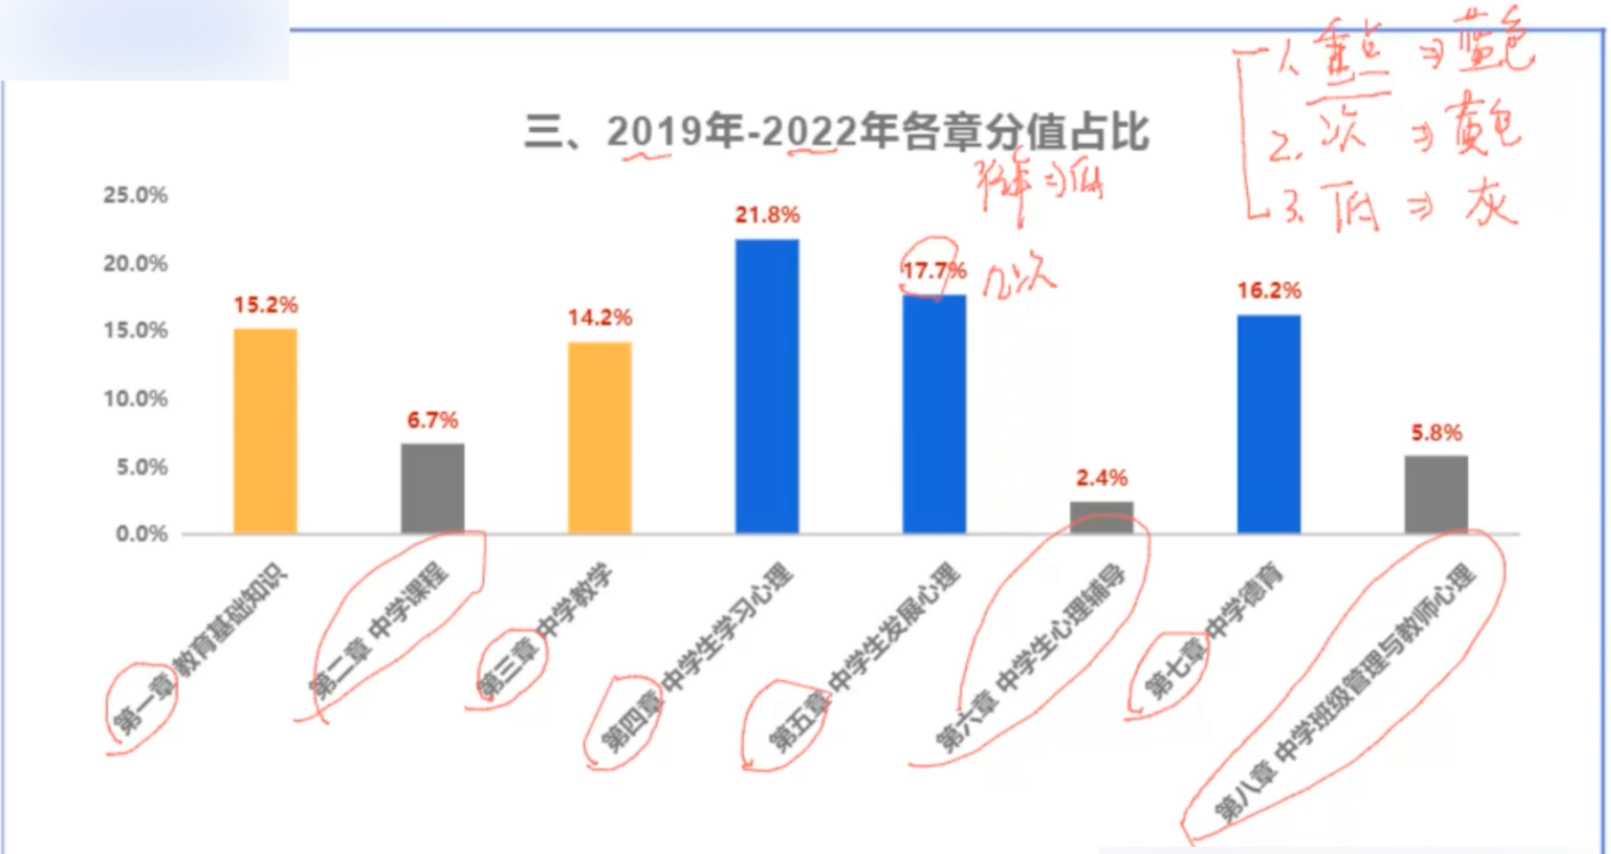 三、2019年-2022年各章分值占比
1. 重点 ⇒ 蓝色
2. 次 ⇒ 黄色
3. 低 ⇒ 灰
25.0%
20.0%
15.0%
10.0%
5.0%
0.0%
15.2%
6.7%
14.2%
21.8%
17.7%
几次
2.4%
16.2%
5.8%
第一章 教育基础知识
第二章 中学课程
第三章 中学教学
第四章 中学生学习心理
第五章 中学生发展心理
第六章 中学生心理辅导
第七章 中学德育
第八章 中学班级管理与教师心理